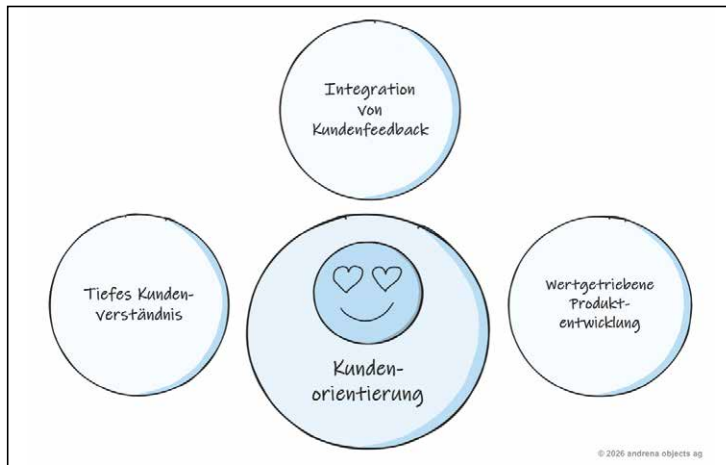 Integration
von
Kundenfeedback
Tiefes Kunden-
verständnis
Kunden-
orientierung
Wertgetriebene
Produkt-
entwicklung
© 2026 andrena objects ag